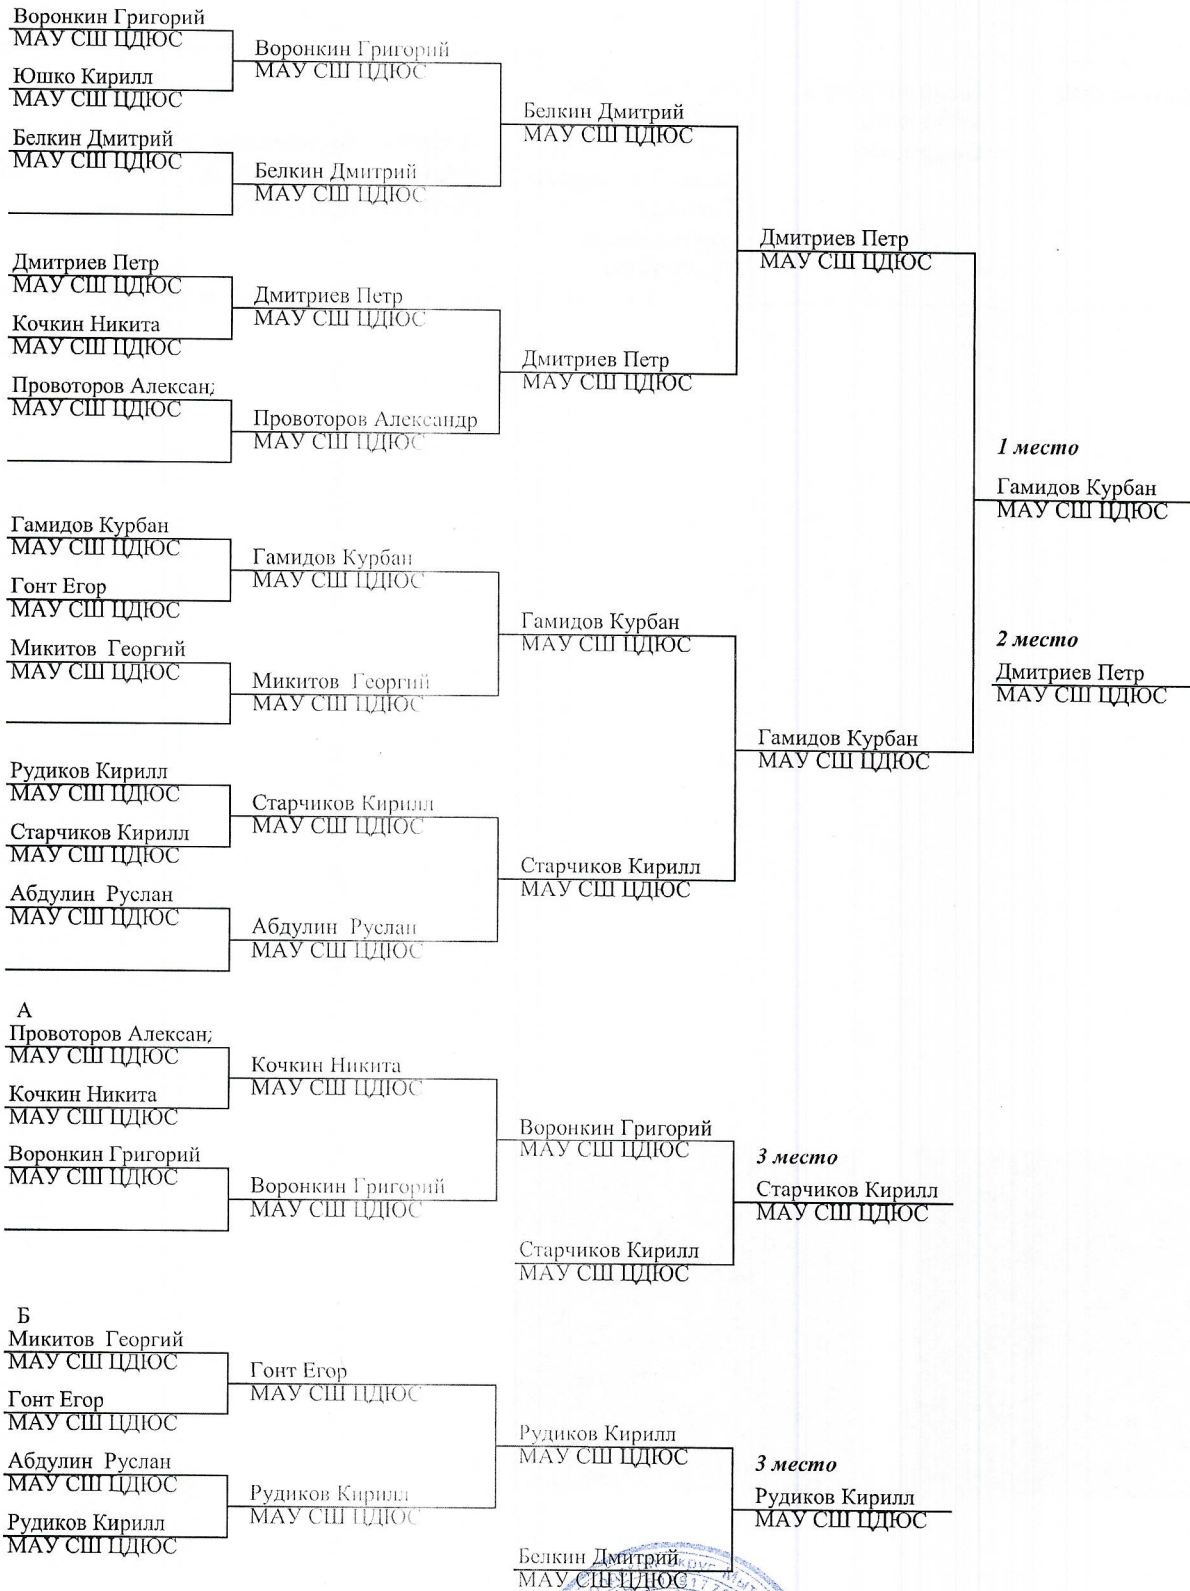 Воронкин Григорий
МАУ СШ ЦДЮС
Юшко Кирилл
МАУ СШ ЦДЮС
Белкин Дмитрий
МАУ СШ ЦДЮС
Воронкин Григорий
МАУ СШ ЦДЮС
Белкин Дмитрий
МАУ СШ ЦДЮС
Белкин Дмитрий
МАУ СШ ЦДЮС
Дмитриев Петр
МАУ СШ ЦДЮС
Кочкин Никита
МАУ СШ ЦДЮС
Провоторов Алексан
МАУ СШ ЦДЮС
Дмитриев Петр
МАУ СШ ЦДЮС
Провоторов Александр
МАУ СШ ЦДЮС
Дмитриев Петр
МАУ СШ ЦДЮС
Дмитриев Петр
МАУ СШ ЦДЮС
Гамидов Курбан
МАУ СШ ЦДЮС
Гонт Егор
МАУ СШ ЦДЮС
Микитов Георгий
МАУ СШ ЦДЮС
Гамидов Курбан
МАУ СШ ЦДЮС
Микитов Георгий
МАУ СШ ЦДЮС
Гамидов Курбан
МАУ СШ ЦДЮС
Рудиков Кирилл
МАУ СШ ЦДЮС
Старчиков Кирилл
МАУ СШ ЦДЮС
Абдулин Руслан
МАУ СШ ЦДЮС
Старчиков Кирилл
МАУ СШ ЦДЮС
Абдулин Руслан
МАУ СШ ЦДЮС
Старчиков Кирилл
МАУ СШ ЦДЮС
Гамидов Курбан
МАУ СШ ЦДЮС
1 место
Гамидов Курбан
МАУ СШ ЦДЮС
2 место
Дмитриев Петр
МАУ СШ ЦДЮС
А
Провоторов Алексан
МАУ СШ ЦДЮС
Кочкин Никита
МАУ СШ ЦДЮС
Воронкин Григорий
МАУ СШ ЦДЮС
Кочкин Никита
МАУ СШ ЦДЮС
Воронкин Григорий
МАУ СШ ЦДЮС
Воронкин Григорий
МАУ СШ ЦДЮС
Старчиков Кирилл
МАУ СШ ЦДЮС
3 место
Старчиков Кирилл
МАУ СШ ЦДЮС
Б
Микитов Георгий
МАУ СШ ЦДЮС
Гонт Егор
МАУ СШ ЦДЮС
Абдулин Руслан
МАУ СШ ЦДЮС
Рудиков Кирилл
МАУ СШ ЦДЮС
Гонт Егор
МАУ СШ ЦДЮС
Рудиков Кирилл
МАУ СШ ЦДЮС
Рудиков Кирилл
МАУ СШ ЦДЮС
Белкин Дмитрий
МАУ СШ ЦДЮС
3 место
Рудиков Кирилл
МАУ СШ ЦДЮС